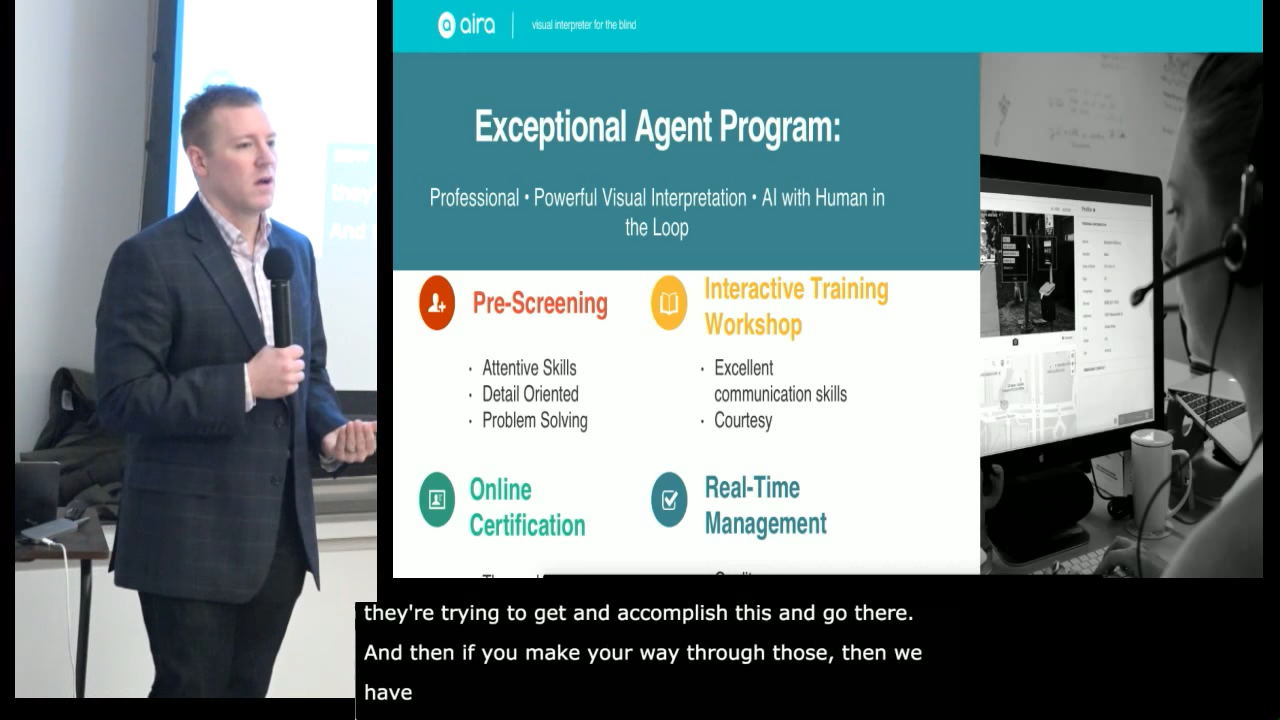 aira
visual interpreter for the blind
Exceptional Agent Program:
Professional • Powerful Visual Interpretation • AI with Human in
the Loop
Pre-Screening
· Attentive Skills
· Detail Oriented
· Problem Solving
Interactive Training
Workshop
· Excellent
communication skills
· Courtesy
Online
Certification
Real-Time
Management
they're trying to get and accomplish this and go there.
And then if you make your way through those, then we
have